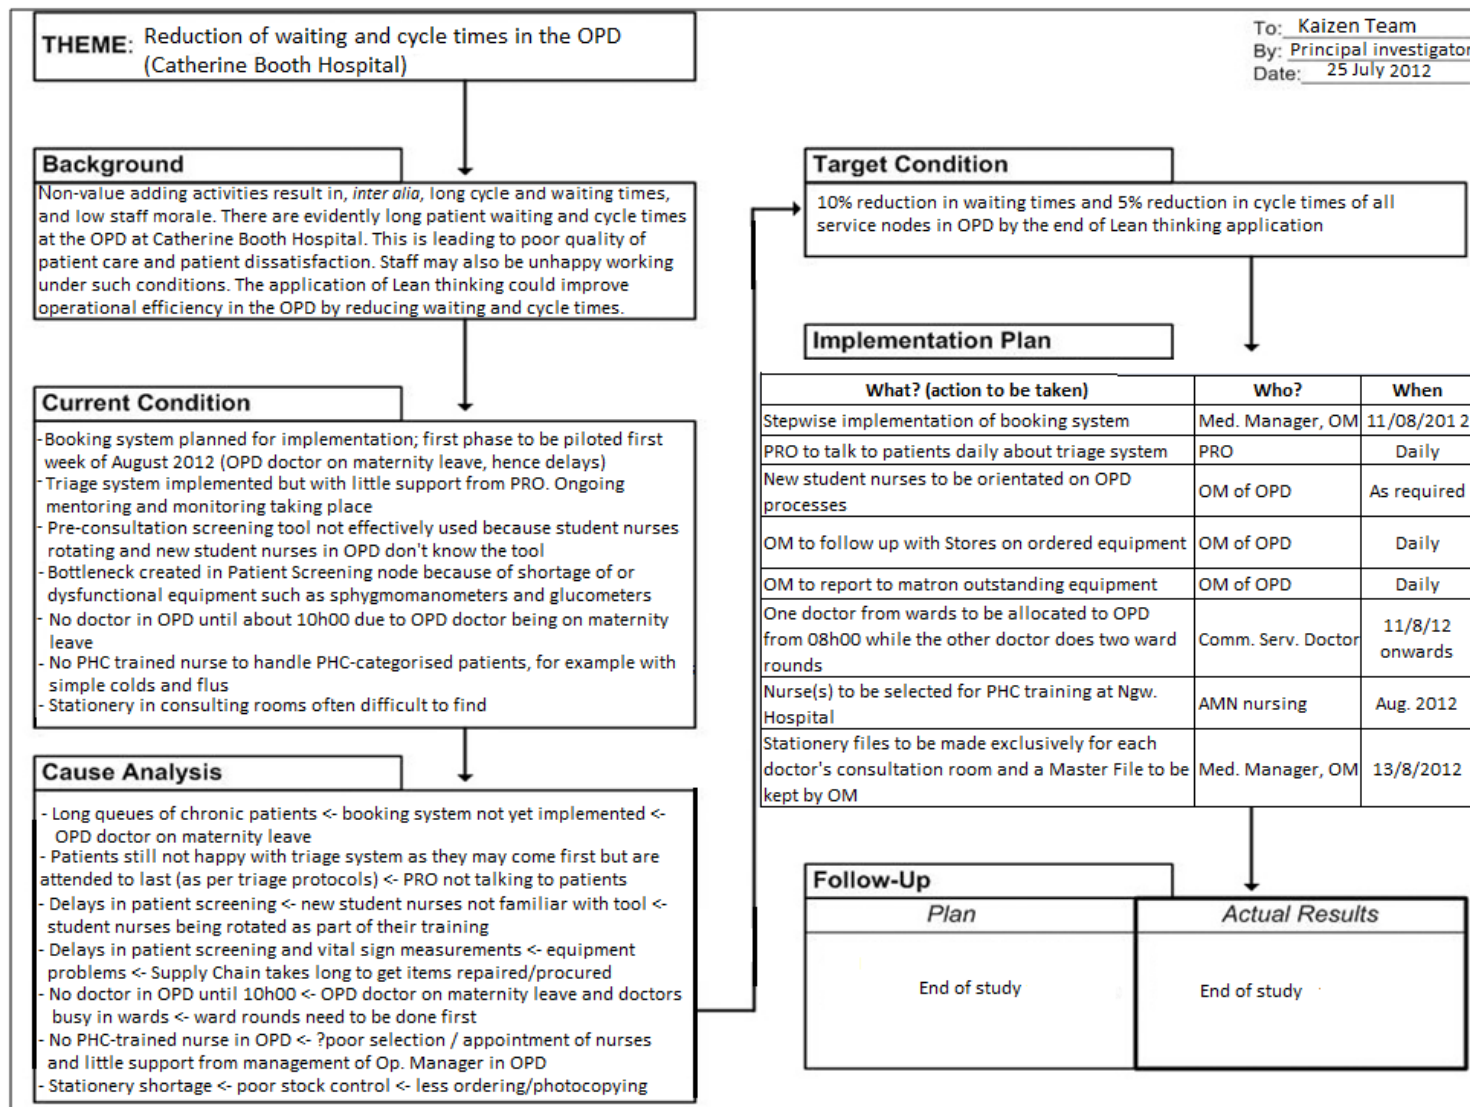 THEME: Reduction of waiting and cycle times in the OPD
(Catherine Booth Hospital)
To: Kaizen Team
By: Principal investigator
Date: 25 July 2012
Background
Non-value adding activities result in, inter alia, long cycle and waiting times,
and low staff morale. There are evidently long patient waiting and cycle times
at the OPD at Catherine Booth Hospital. This is leading to poor quality of
patient care and patient dissatisfaction. Staff may also be unhappy working
under such conditions. The application of Lean thinking could improve
operational efficiency in the OPD by reducing waiting and cycle times.
Current Condition
-Booking system planned for implementation; first phase to be piloted first
week of August 2012 (OPD doctor on maternity leave, hence delays)
-Triage system implemented but with little support from PRO. Ongoing
mentoring and monitoring taking place
- Pre-consultation screening tool not effectively used because student nurses
rotating and new student nurses in OPD don't know the tool
- Bottleneck created in Patient Screening node because of shortage of or
dysfunctional equipment such as sphygmomanometers and glucometers
- No doctor in OPD until about 10h00 due to OPD doctor being on maternity
leave
- No PHC trained nurse to handle PHC-categorised patients, for example with
simple colds and flus
- Stationery in consulting rooms often difficult to find
Cause Analysis
- Long queues of chronic patients <- booking system not yet implemented <-
OPD doctor on maternity leave
- Patients still not happy with triage system as they may come first but are
attended to last (as per triage protocols) <- PRO not talking to patients
- Delays in patient screening <- new student nurses not familiar with tool <-
student nurses being rotated as part of their training
- Delays in patient screening and vital sign measurements <- equipment
problems <- Supply Chain takes long to get items repaired/procured
- No doctor in OPD until 10h00 <- OPD doctor on maternity leave and doctors
busy in wards <- ward rounds need to be done first
- No PHC-trained nurse in OPD <- ?poor selection / appointment of nurses
and little support from management of Op. Manager in OPD
- Stationery shortage <- poor stock control <- less ordering/photocopying
Target Condition
10% reduction in waiting times and 5% reduction in cycle times of all
service nodes in OPD by the end of Lean thinking application
Implementation Plan
What? (action to be taken) Who? When
Stepwise implementation of booking system Med. Manager, OM 11/08/2012
PRO to talk to patients daily about triage system PRO Daily
New student nurses to be orientated on OPD
processes OM of OPD As required
OM to follow up with Stores on ordered equipment OM of OPD Daily
OM to report to matron outstanding equipment OM of OPD Daily
One doctor from wards to be allocated to OPD
from 08h00 while the other doctor does two ward
rounds Comm. Serv. Doctor 11/8/12
onwards
Nurse(s) to be selected for PHC training at Ngw.
Hospital AMN nursing Aug. 2012
Stationery files to be made exclusively for each
doctor's consultation room and a Master File to be
kept by OM Med. Manager, OM 13/8/2012
Follow-Up
Plan Actual Results
End of study End of study